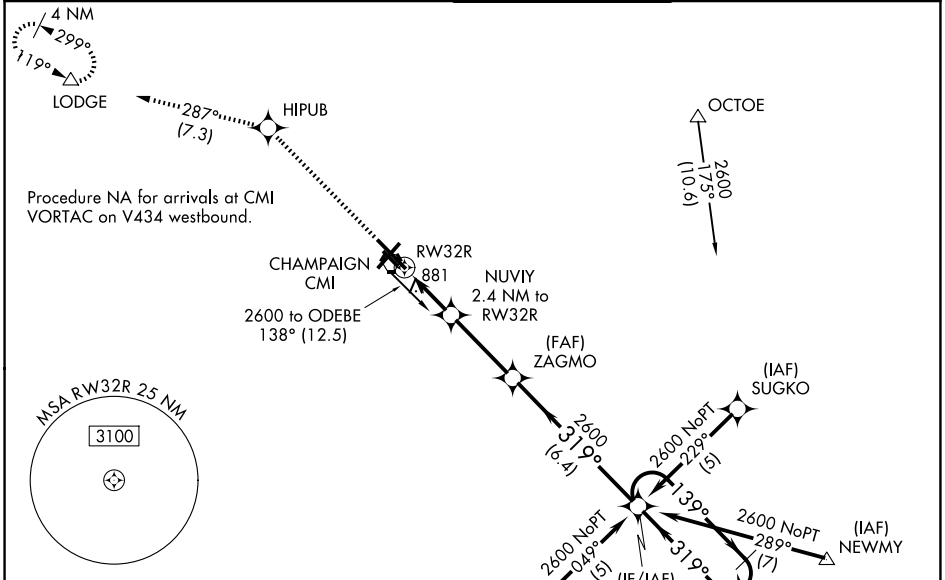 4 NM
299°
119°
LODGE
287°
(7.3)
HIPUB
OCTOE
2600
175°
(10.6)
Procedure NA for arrivals at CMI
VORTAC on V434 westbound.
CHAMPAIGN
CMI
RW32R
881
NUVIY
2.4 NM to
RW32R
2600 to ODEBE
138° (12.5)
(FAF)
ZAGMO
(IAF)
SUGKO
MSA RW32R 25 NM
3100
2600
319°
(6.4)
2600 NoPT
229°
(5)
139°
2600 NoPT
289°
(7)
(IAF)
NEWMY
2600 NoPT
049°
(5)
319°
(IF/IAF)